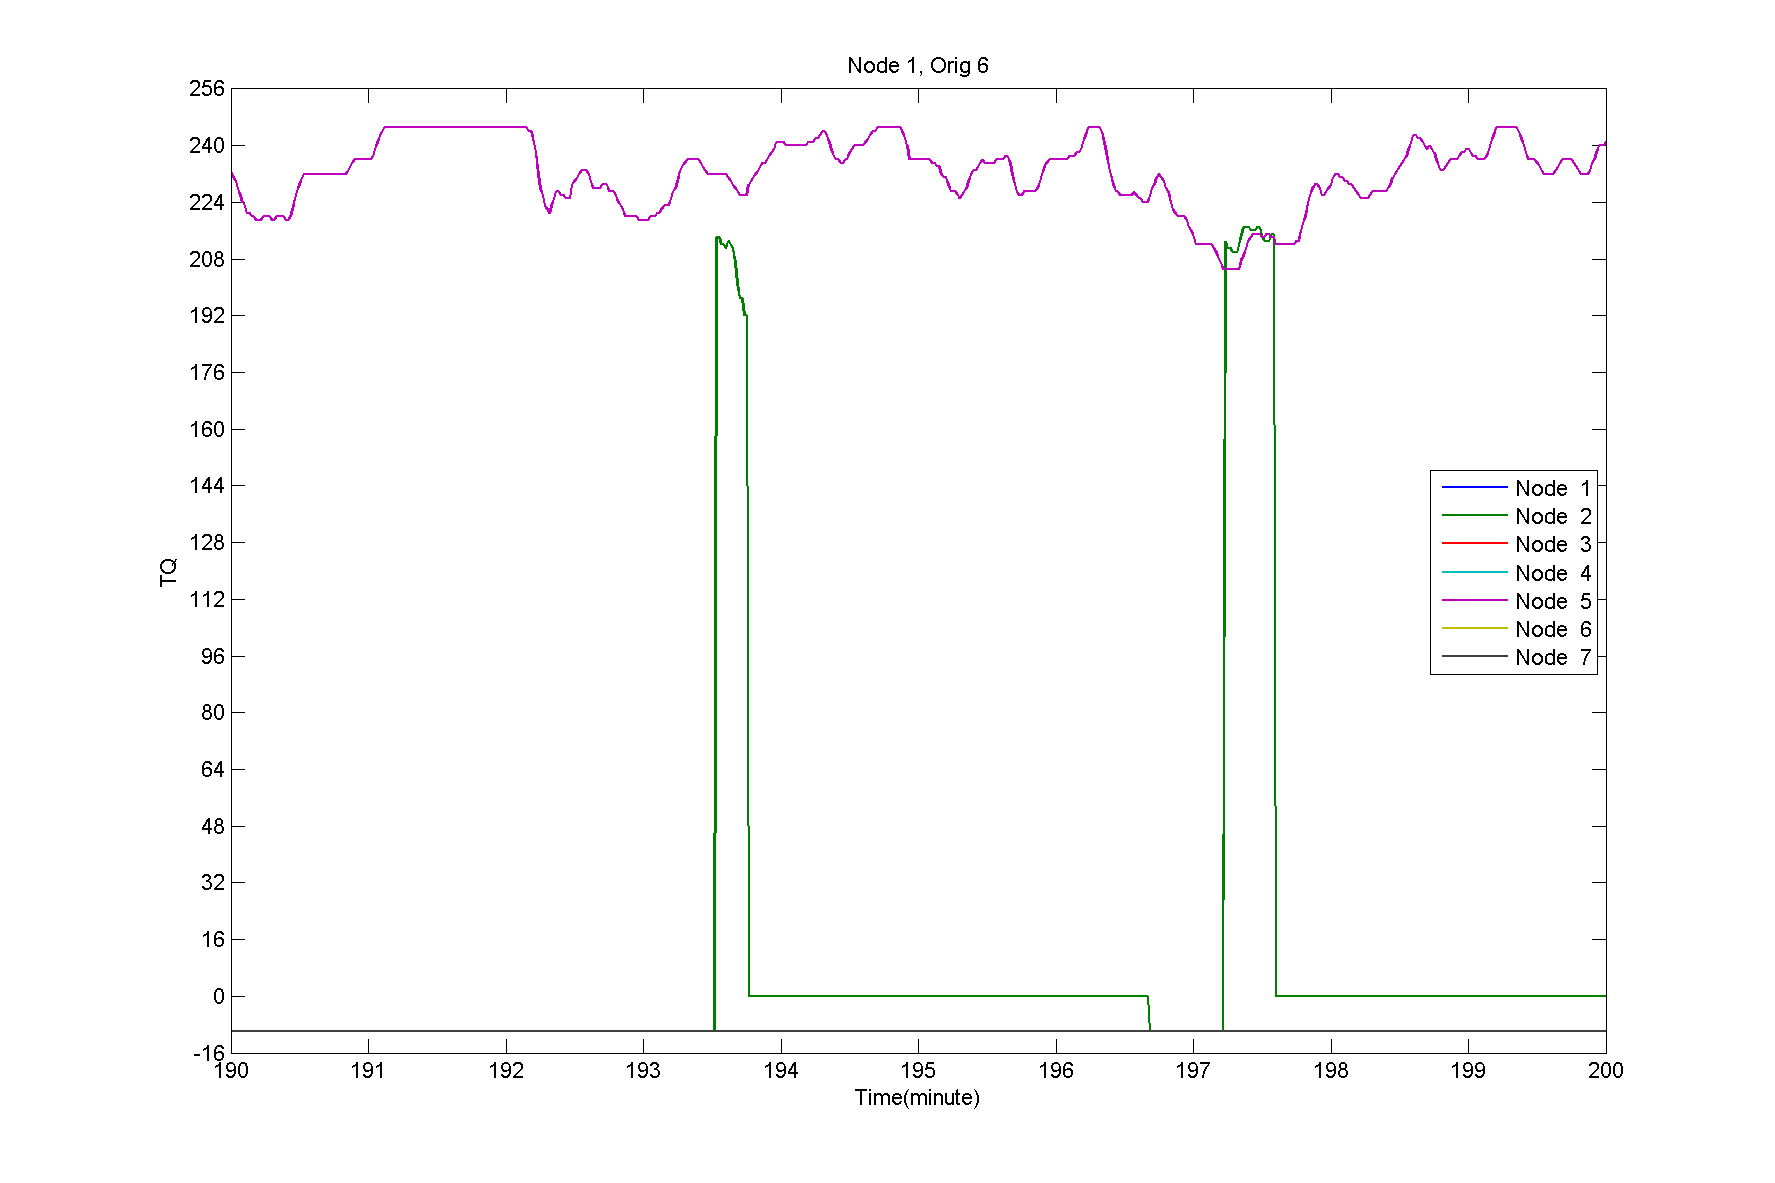 Node 1, Orig 6
256
240
224
208
192
176
160
144
128
112
96
80
64
48
32
16
0
-16
TQ
Node 1
Node 2
Node 3
Node 4
Node 5
Node 6
Node 7
190 191 192 193 194 195 196 197 198 199 200
Time(minute)